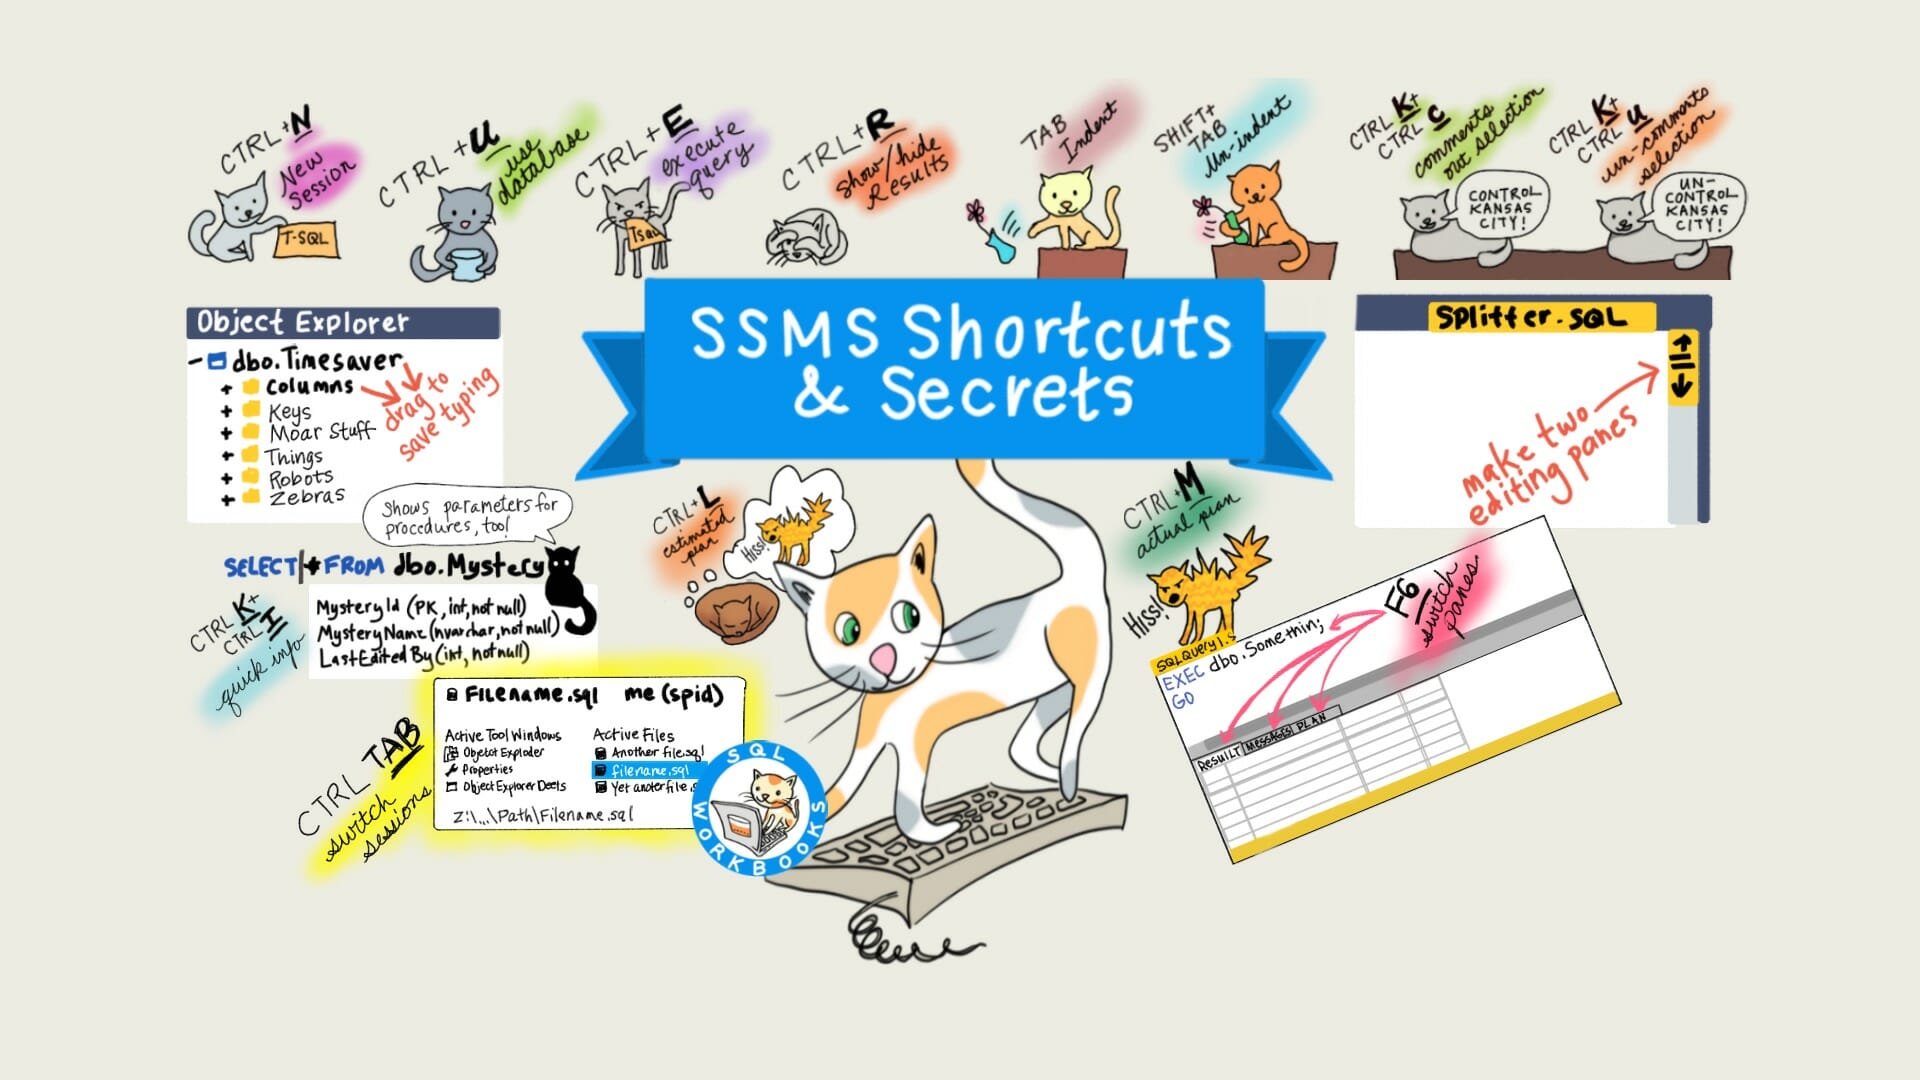 CTRL+N
New
Session
T-SQL
CTRL+U
use
database
CTRL+E
execute
query
Tsql
CTRL+R
show/hide
Results
TAB
Indent
SHIFT+
TAB
Un-indent
CTRL K+
CTRL C
comments
out selection
CONTROL
KANSAS
CITY!
CTRL K+
CTRL U
un-comments
selection
UN-
CONTROL
KANSAS
CITY!
SSMS Shortcuts
& Secrets
Object Explorer
- dbo.Timesaver
+ Columns
+ Keys
+ Moar Stuff
+ Things
+ Robots
+ Zebras
drag to
save typing
Splitter.SQL
make two
editing panes
Shows parameters for
procedures, too!
SELECT * FROM dbo.Mystery
CTRL K+
CTRL I
quick info
MysteryId (PK, int, not null)
MysteryName (nvarchar, not null)
LastEditedBy (int, not null)
CTRL+L
estimated
plan
Hiss!
CTRL+M
actual plan
Hiss!
CTRL TAB
switch
sessions
Filename.sql me (spid)
Active Tool Windows
Object Exploder
Properties
Object Explorer Deets
Active Files
Another file.sql
filename.sql
Yet anoter file.s
Z:\...\Path\Filename.sql
SQL
WORKBOOKS
F6
switch
panes
SQLQuery1.s
EXEC dbo.Somethin;
GO
Result Messages PLAN